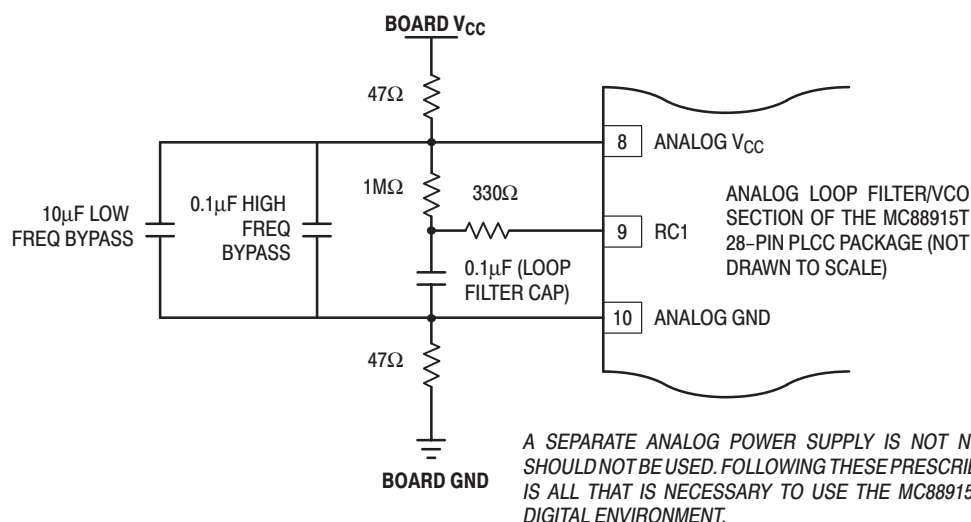 BOARD VCC
47Ω
8 ANALOG VCC
1MΩ
330Ω
10μF LOW
FREQ BYPASS
0.1μF HIGH
FREQ
BYPASS
9 RC1
ANALOG LOOP FILTER/VCO
SECTION OF THE MC88915T
28–PIN PLCC PACKAGE (NOT
DRAWN TO SCALE)
0.1μF (LOOP
FILTER CAP)
10 ANALOG GND
47Ω
BOARD GND
A SEPARATE ANALOG POWER SUPPLY IS NOT N
SHOULD NOT BE USED. FOLLOWING THESE PRESCRIE
IS ALL THAT IS NECESSARY TO USE THE MC88915
DIGITAL ENVIRONMENT.